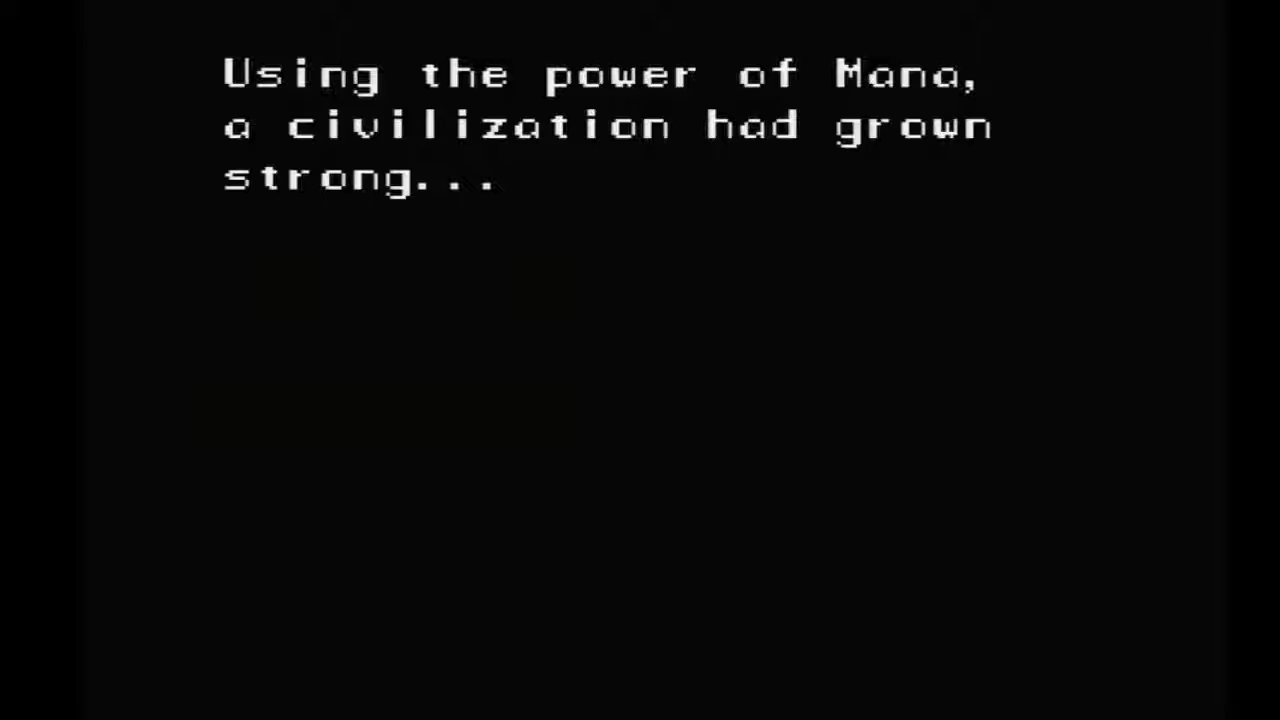 Using the power of Mana,
a civilization had grown
strong...